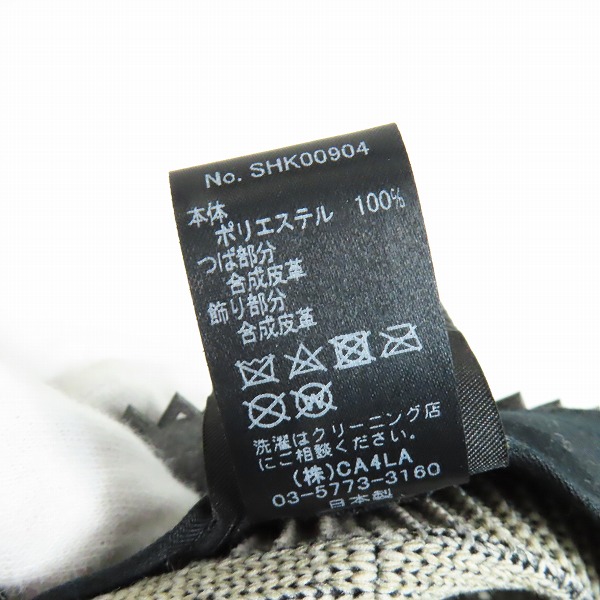 No. SHK00904
本体
ポリエステル 100%
つば部分
合成皮革
飾り部分
合成皮革
洗濯はクリーニング店
にご相談ください。
(株)CA4LA
03-5773-3160
日本製